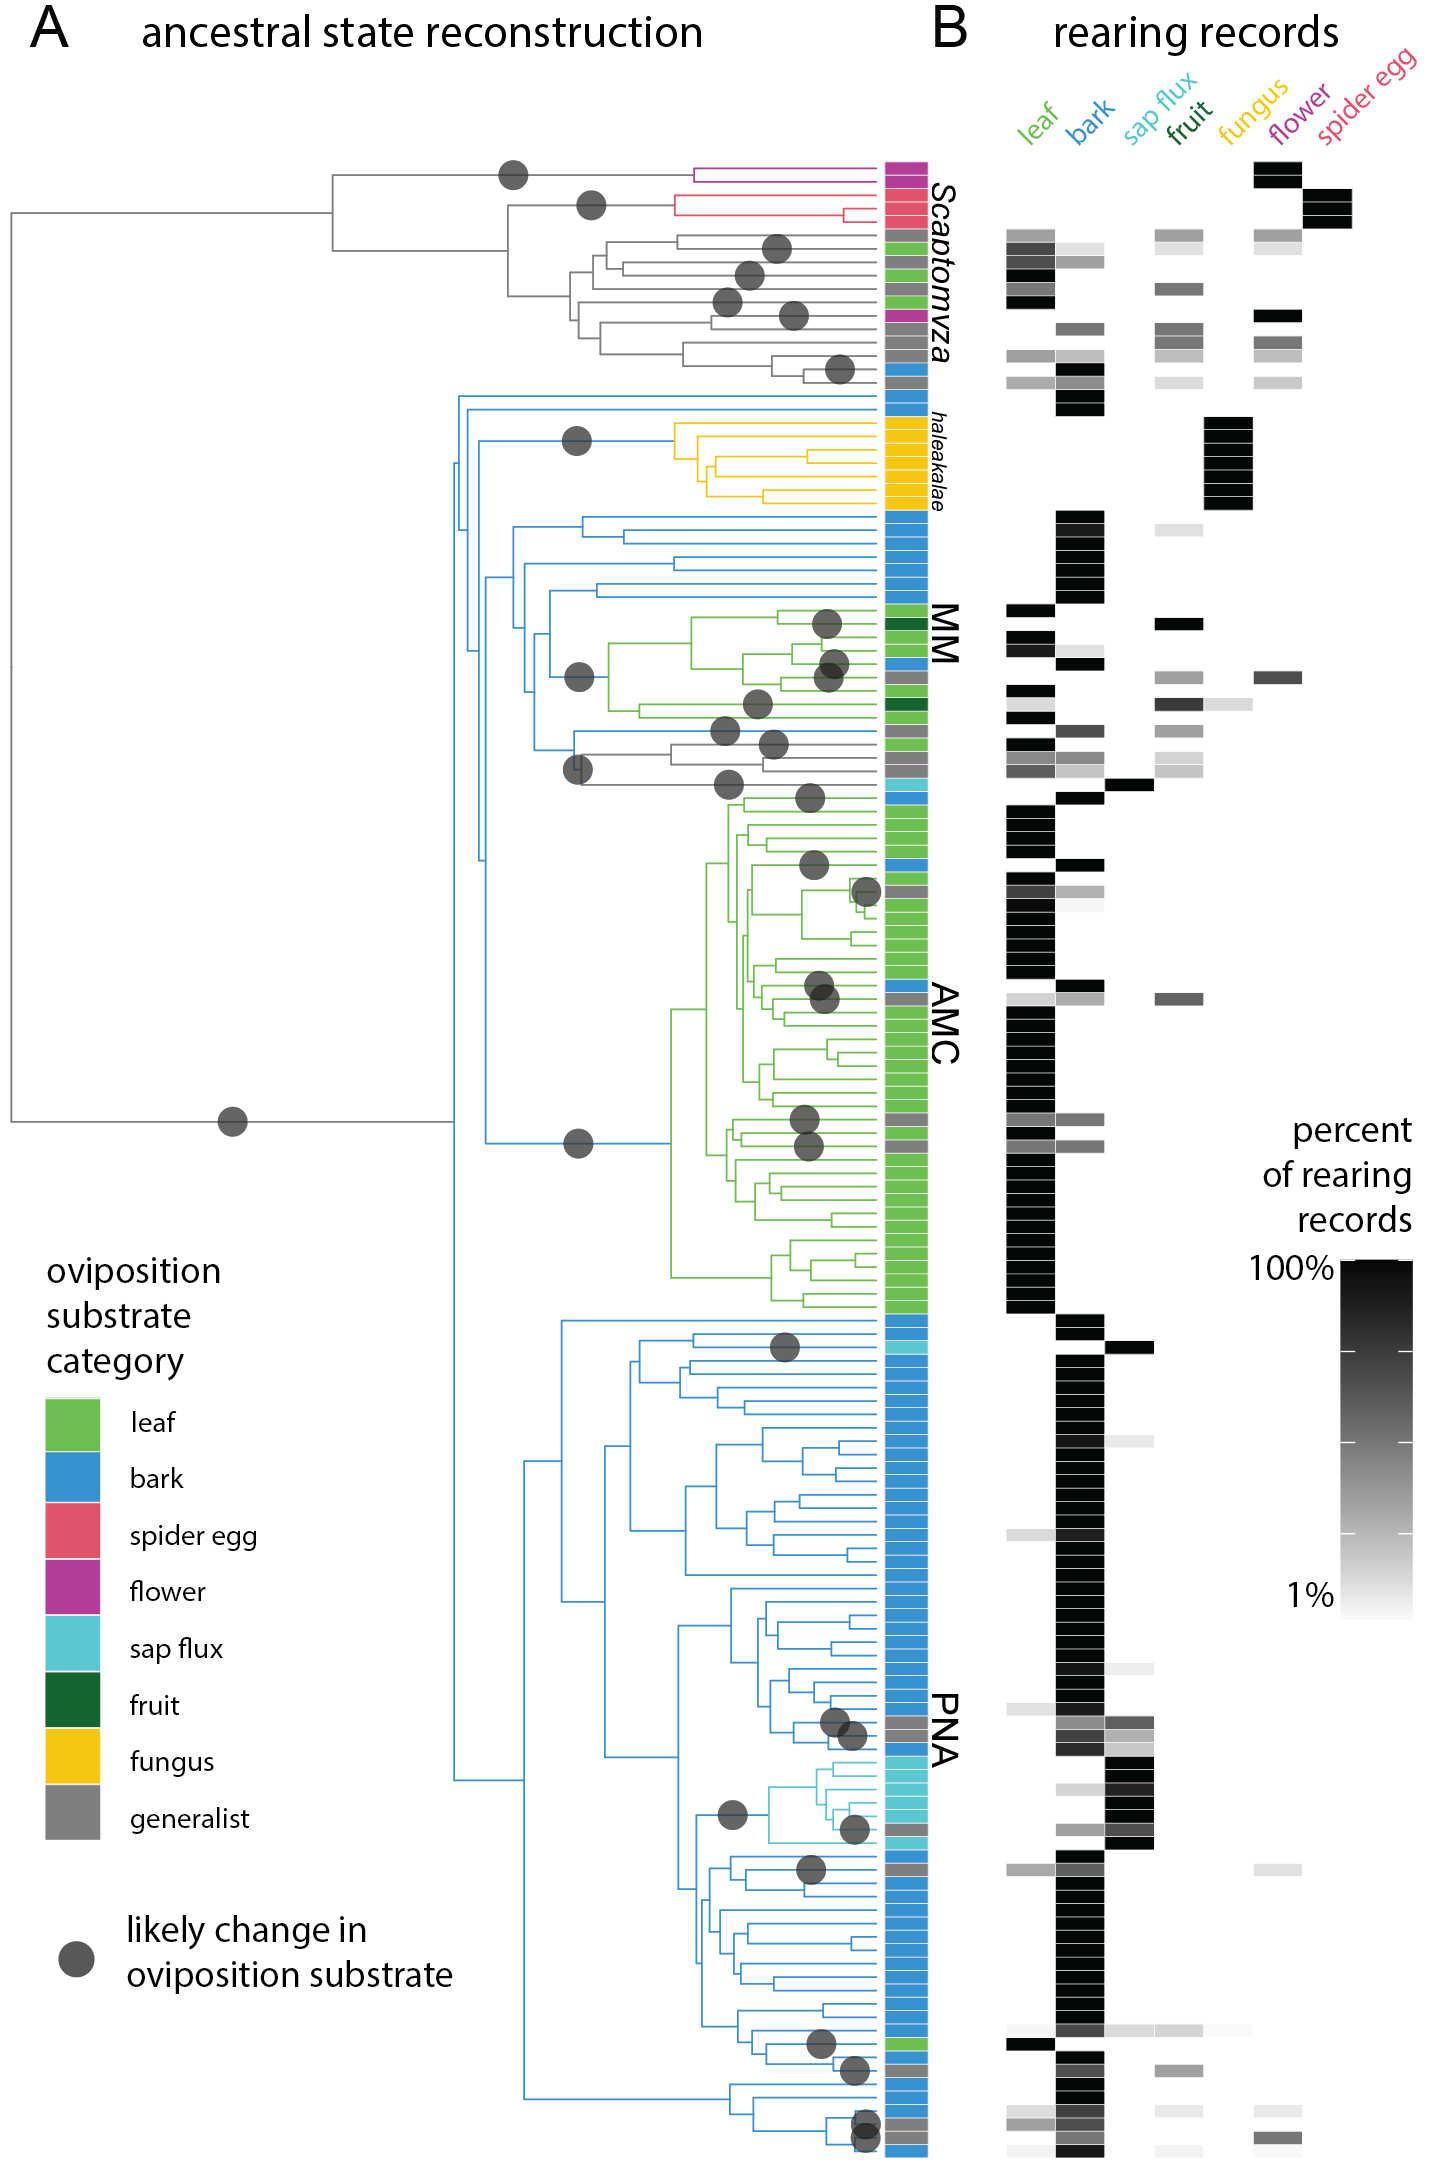 A
ancestral state reconstruction
B
rearing records
leaf
bark
sap flux
fruit
fungus
flower
spider egg
Scaptomyza
haleakalae
MM
AMC
PNA
percent
of rearing
records
100%
1%
oviposition
substrate
category
leaf
bark
spider egg
flower
sap flux
fruit
fungus
generalist
likely change in
oviposition substrate